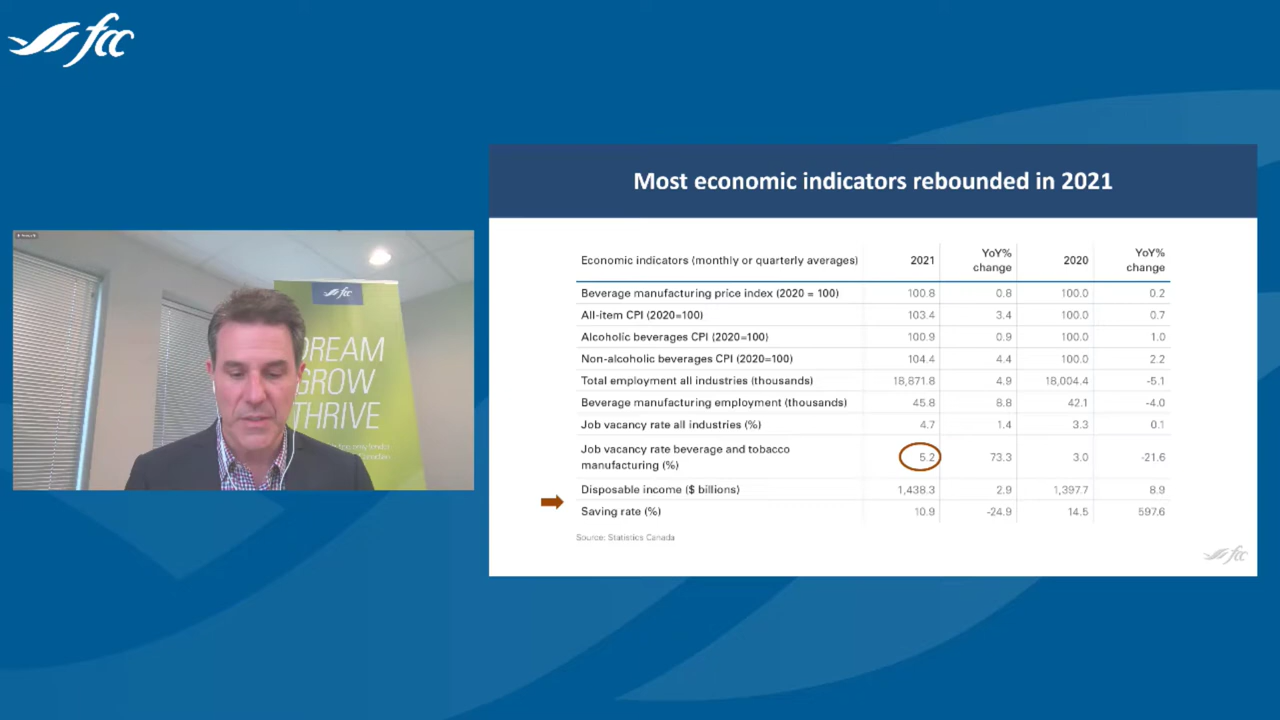 fcc
fcc
DREAM
GROW
THRIVE
Most economic indicators rebounded in 2021
Economic indicators (monthly or quarterly averages) 2021 YoY% change 2020 YoY% change
Beverage manufacturing price index (2020 = 100) 100.8 0.8 100.0 0.2
All-item CPI (2020=100) 103.4 3.4 100.0 0.7
Alcoholic beverages CPI (2020=100) 100.9 0.9 100.0 1.0
Non-alcoholic beverages CPI (2020=100) 104.4 4.4 100.0 2.2
Total employment all industries (thousands) 18,871.8 4.9 18,004.4 -5.1
Beverage manufacturing employment (thousands) 45.8 8.8 42.1 -4.0
Job vacancy rate all industries (%) 4.7 1.4 3.3 0.1
Job vacancy rate beverage and tobacco manufacturing (%) 5.2 73.3 3.0 -21.6
Disposable income ($ billions) 1,438.3 2.9 1,397.7 8.9
Saving rate (%) 10.9 -24.9 14.5 597.6
Source: Statistics Canada
fcc